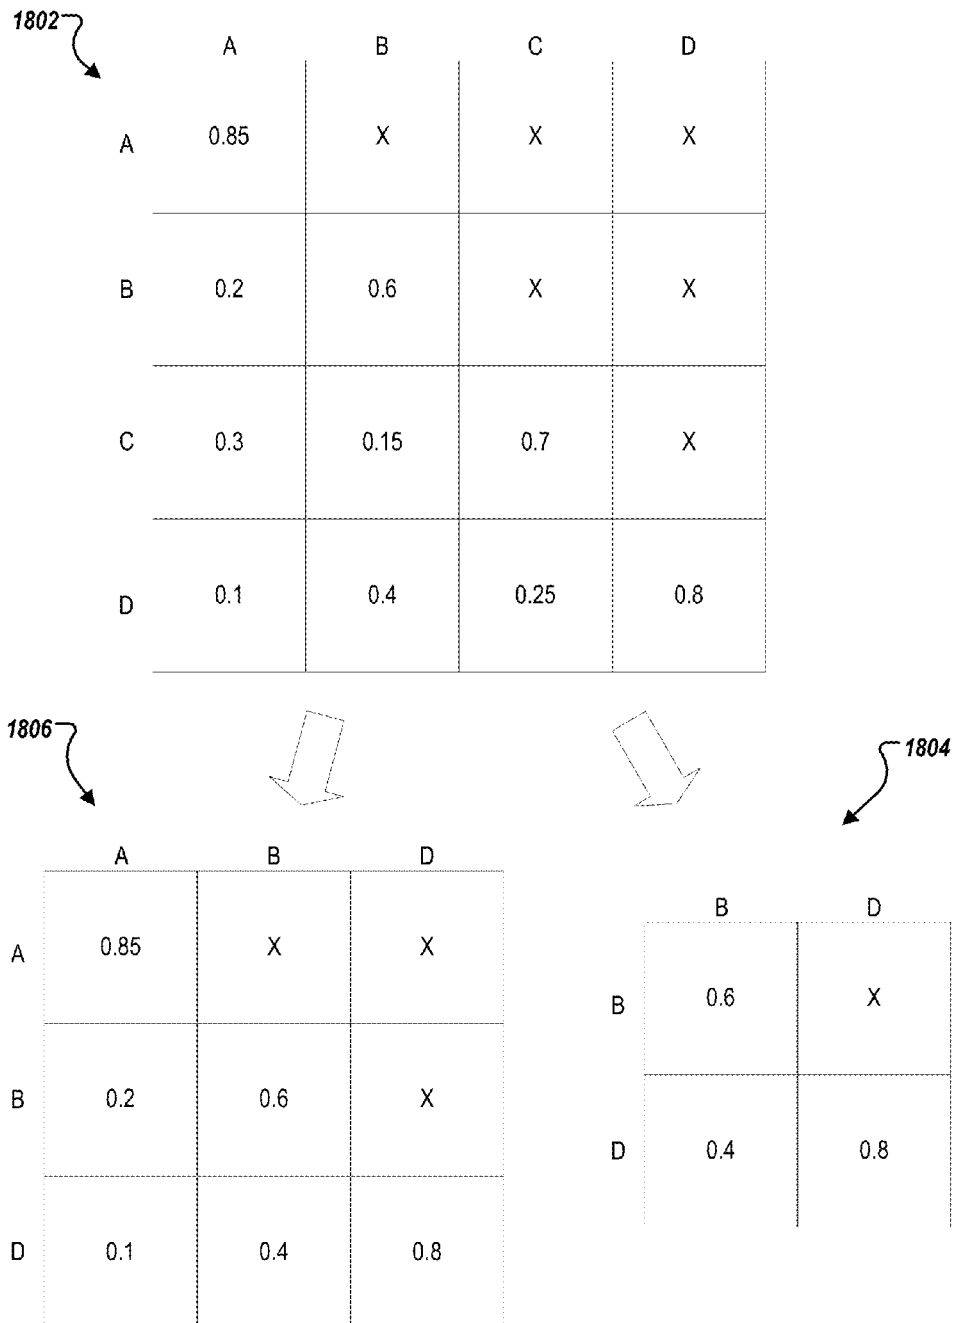 1802
A B C D
A 0.85 X X X
B 0.2 0.6 X X
C 0.3 0.15 0.7 X
D 0.1 0.4 0.25 0.8
1806
A B D
A 0.85 X X
B 0.2 0.6 X
D 0.1 0.4 0.8
1804
B D
B 0.6 X
D 0.4 0.8